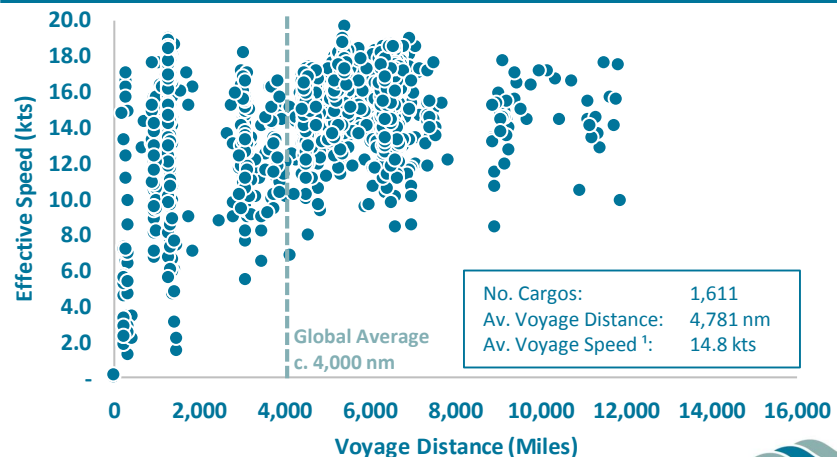 20.0
18.0
16.0
14.0
12.0
10.0
8.0
6.0
4.0
2.0
-
Effective Speed (kts)
Global Average
c. 4,000 nm
No. Cargos: 1,611
Av. Voyage Distance: 4,781 nm
Av. Voyage Speed ¹: 14.8 kts
0 2,000 4,000 6,000 8,000 10,000 12,000 14,000 16,000
Voyage Distance (Miles)